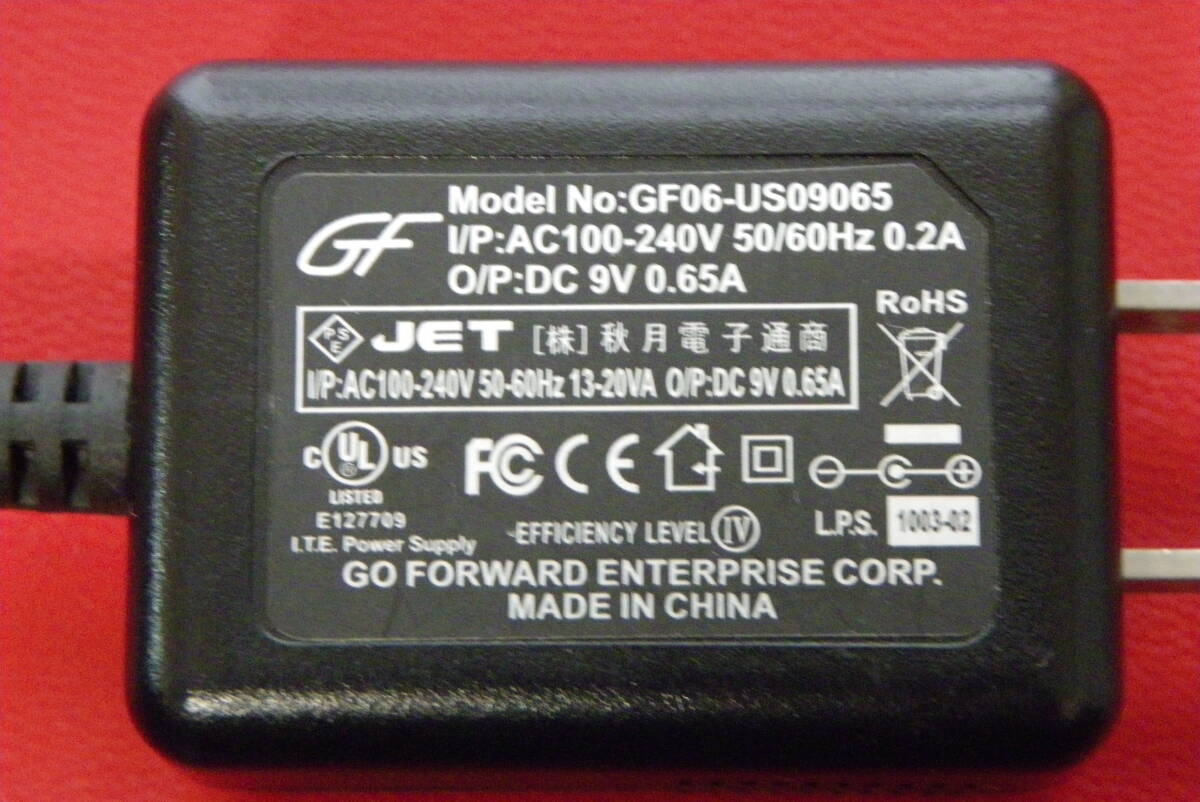 GF
Model No:GF06-US09065
I/P:AC100-240V 50/60Hz 0.2A
O/P:DC 9V 0.65A
RoHS
PSE JET [株]秋月電子通商
I/P:AC100-240V 50-60Hz 13-20VA O/P:DC 9V 0.65A
c UL ® US
LISTED
E127709
I.T.E. Power Supply
FC CE
-EFFICIENCY LEVEL IV
L.P.S. 1003-02
GO FORWARD ENTERPRISE CORP.
MADE IN CHINA